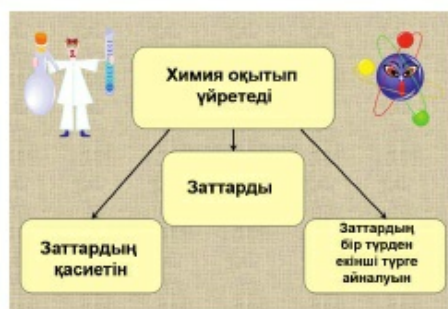 Химия оқытып
үйретеді
Заттарды
Заттардың
қасиетін
Заттардың
бір түрден
екінші түрге
айналуын